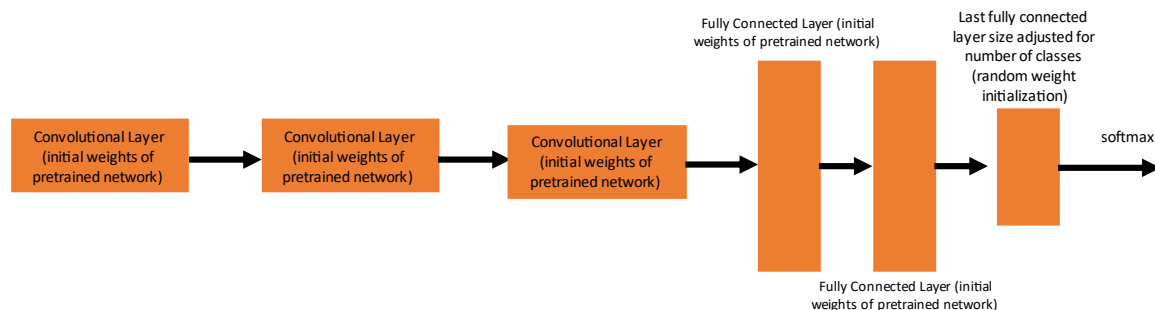 Convolutional Layer
(initial weights of
pretrained network)
Convolutional Layer
(initial weights of
pretrained network)
Convolutional Layer
(initial weights of
pretrained network)
Fully Connected Layer (initial
weights of pretrained network)
Fully Connected Layer (initial
weights of pretrained network)
Last fully connected
layer size adjusted for
number of classes
(random weight
initialization)
softmax